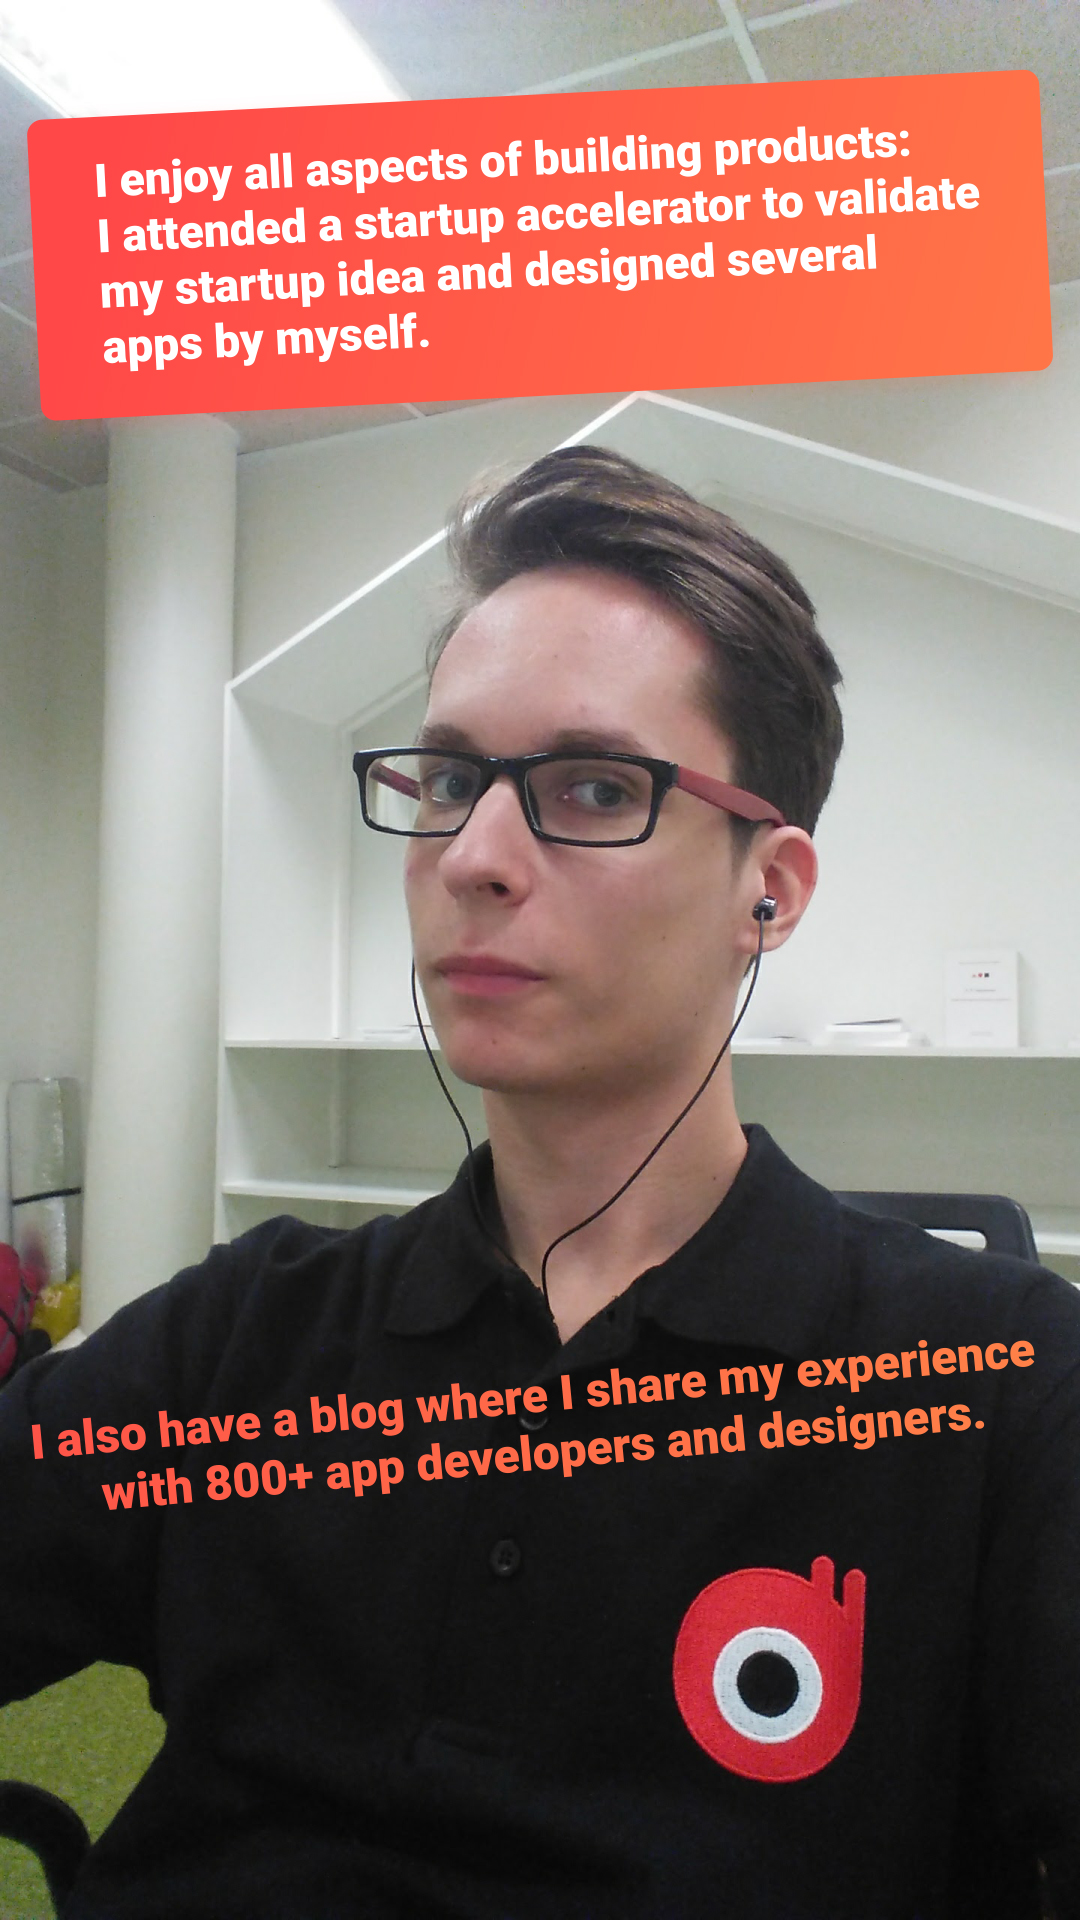 I enjoy all aspects of building products:
I attended a startup accelerator to validate
my startup idea and designed several
apps by myself.
I also have a blog where I share my experience
with 800+ app developers and designers.